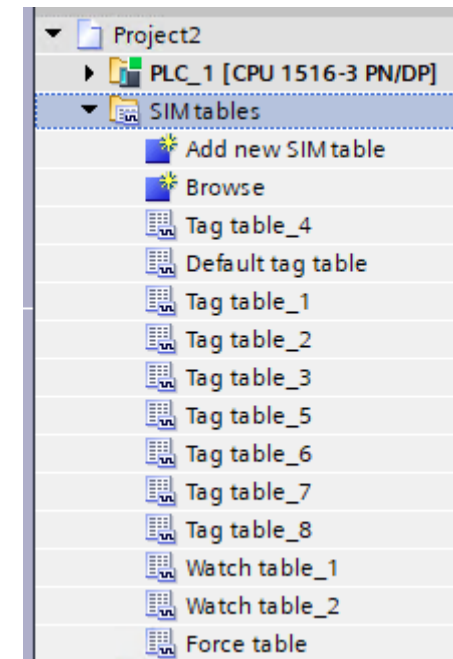 Project2
PLC_1 [CPU 1516-3 PN/DP]
SIM tables
Add new SIM table
Browse
Tag table_4
Default tag table
Tag table_1
Tag table_2
Tag table_3
Tag table_5
Tag table_6
Tag table_7
Tag table_8
Watch table_1
Watch table_2
Force table